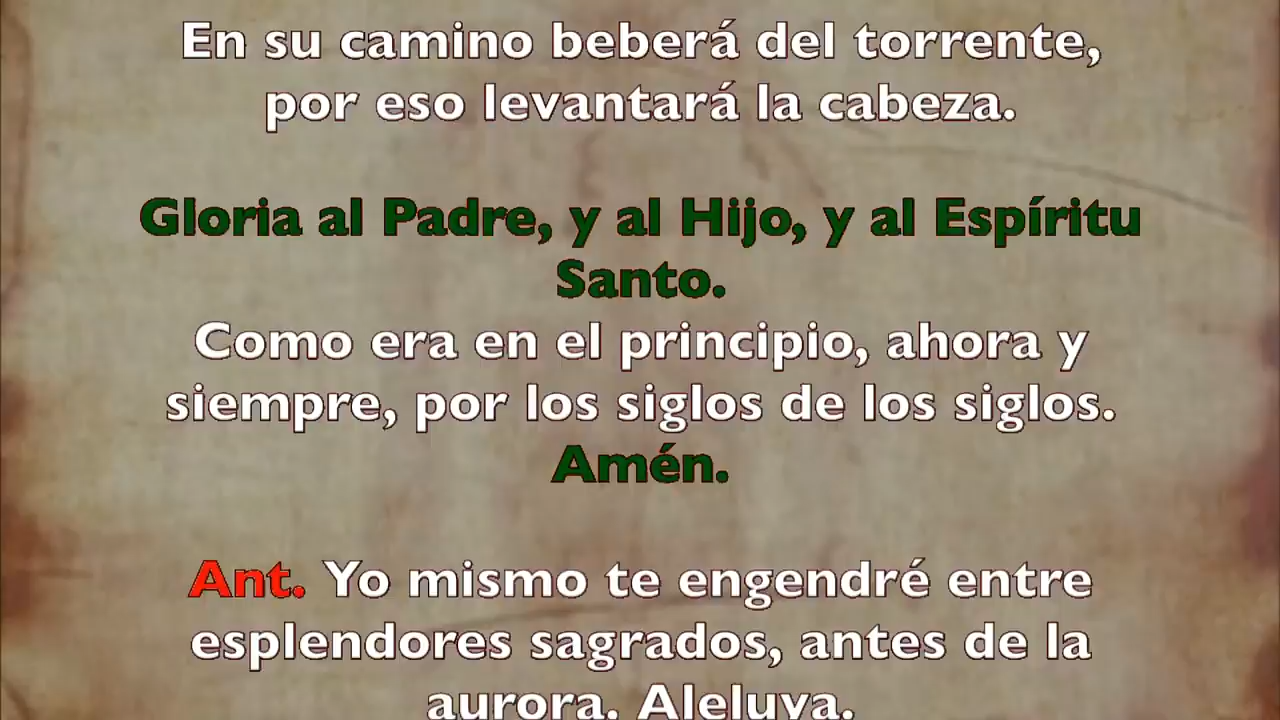 En su camino beberá del torrente,
por eso levantará la cabeza.
Gloria al Padre, y al Hijo, y al Espíritu
Santo.
Como era en el principio, ahora y
siempre, por los siglos de los siglos.
Amén.
Ant. Yo mismo te engendré entre
esplendores sagrados, antes de la
aurora. Aleluya.